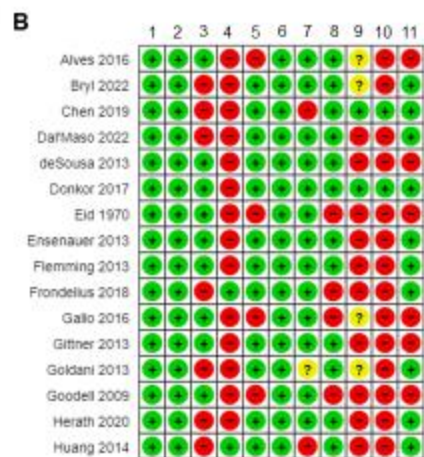 B
1 2 3 4 5 6 7 8 9 10 11
Alves 2016 + + + - - + + + ? - -
Bryl 2022 + + - - + + + + ? - +
Chen 2019 + + - - + + - + + + +
Dal'Maso 2022 + + - - + + + + - - +
deSousa 2013 + + + - + + + + - - -
Donkor 2017 + + + - + + + + + + +
Eid 1970 + + + - - + + - - - -
Ensenauer 2013 + + + - + + + + - - +
Flemming 2013 + + + - + + + + - - +
Frondelius 2018 + + - + + + + - - - +
Gallo 2016 + + + - - + + - ? - -
Gittner 2013 + + + - + + + + - - -
Goldani 2013 + + - - + + ? + ? - +
Goodell 2009 + + + - - + + - - - -
Herath 2020 + + - - + + + + - - +
Huang 2014 + + - + + + - + - - +